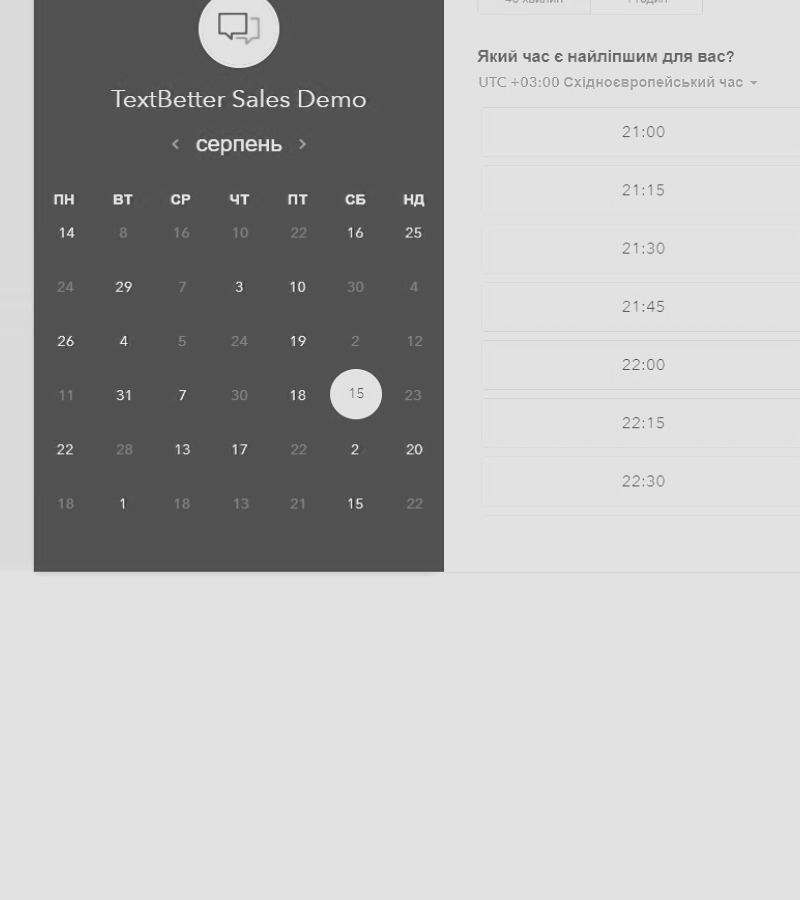 TextBetter Sales Demo
серпень
ПН ВТ СР ЧТ ПТ СБ НД
14 8 16 10 22 16 25
24 29 7 3 10 30 4
26 4 5 24 19 2 12
11 31 7 30 18 15 23
22 28 13 17 22 2 20
18 1 18 13 21 15 22
Який час є найліпшим для вас?
UTC +03:00 Східноєвропейський час
21:00
21:15
21:30
21:45
22:00
22:15
22:30